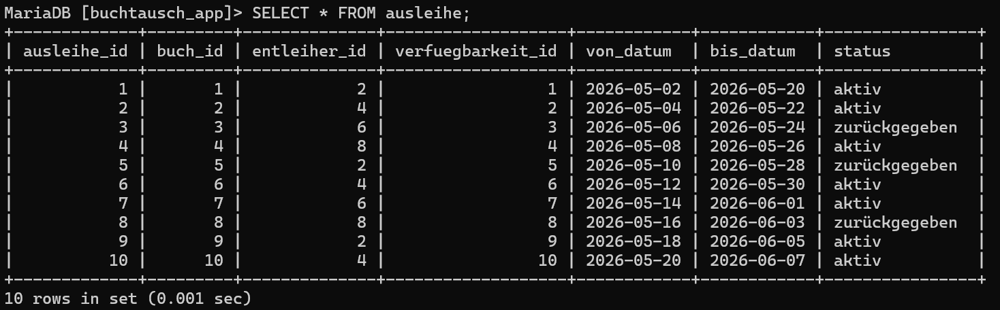 MariaDB [buchtausch_app]> SELECT * FROM ausleihe;
+-------------+---------+--------------+-------------------+------------+------------+---------------+
| ausleihe_id | buch_id | entleiher_id | verfuegbarkeit_id | von_datum  | bis_datum  | status        |
+-------------+---------+--------------+-------------------+------------+------------+---------------+
|           1 |       1 |            2 |                 1 | 2026-05-02 | 2026-05-20 | aktiv         |
|           2 |       2 |            4 |                 2 | 2026-05-04 | 2026-05-22 | aktiv         |
|           3 |       3 |            6 |                 3 | 2026-05-06 | 2026-05-24 | zurückgegeben |
|           4 |       4 |            8 |                 4 | 2026-05-08 | 2026-05-26 | aktiv         |
|           5 |       5 |            2 |                 5 | 2026-05-10 | 2026-05-28 | zurückgegeben |
|           6 |       6 |            4 |                 6 | 2026-05-12 | 2026-05-30 | aktiv         |
|           7 |       7 |            6 |                 7 | 2026-05-14 | 2026-06-01 | aktiv         |
|           8 |       8 |            8 |                 8 | 2026-05-16 | 2026-06-03 | zurückgegeben |
|           9 |       9 |            2 |                 9 | 2026-05-18 | 2026-06-05 | aktiv         |
|          10 |      10 |            4 |                10 | 2026-05-20 | 2026-06-07 | aktiv         |
+-------------+---------+--------------+-------------------+------------+------------+---------------+
10 rows in set (0.001 sec)